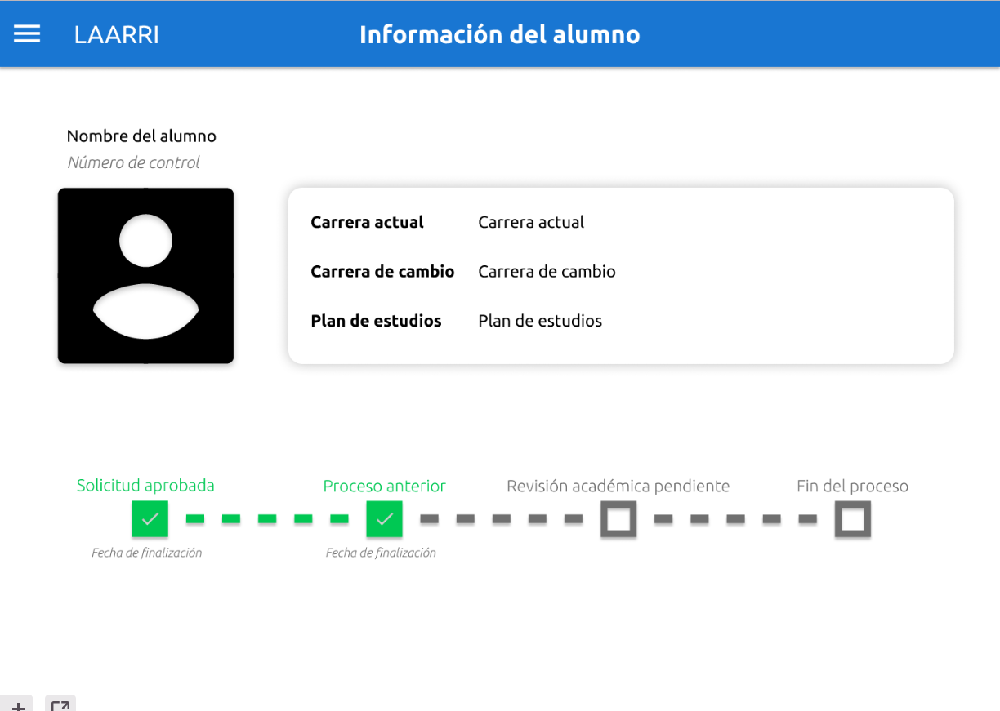 LAARRI
Información del alumno
Nombre del alumno
Número de control
Carrera actual Carrera actual
Carrera de cambio Carrera de cambio
Plan de estudios Plan de estudios
Solicitud aprobada Proceso anterior Revisión académica pendiente Fin del proceso
Fecha de finalización Fecha de finalización